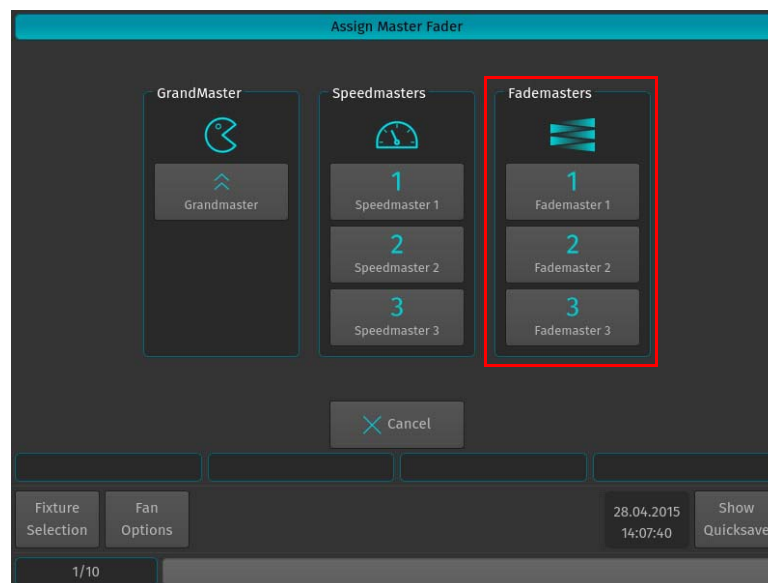 Assign Master Fader
GrandMaster
Grandmaster
Speedmasters
1
Speedmaster 1
2
Speedmaster 2
3
Speedmaster 3
Fademasters
1
Fademaster 1
2
Fademaster 2
3
Fademaster 3
Cancel
Fixture
Selection
Fan
Options
28.04.2015
14:07:40
Show
Quicksave
1/10